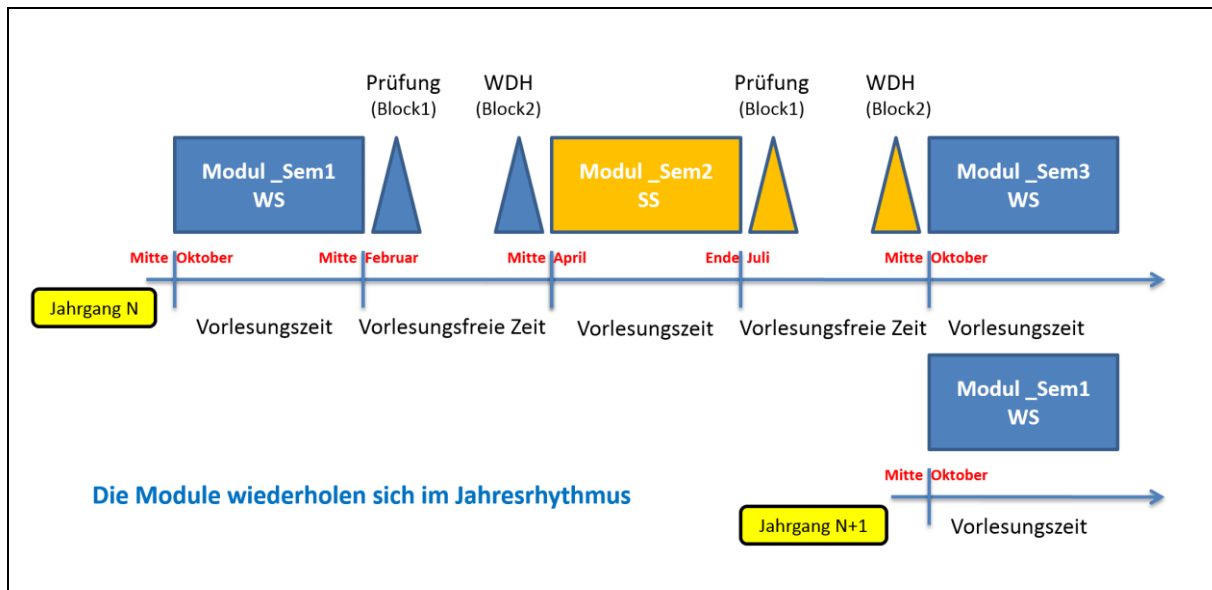 Prüfung
(Block1)
WDH
(Block2)
Prüfung
(Block1)
WDH
(Block2)
Modul _Sem1
WS
Modul _Sem2
SS
Modul _Sem3
WS
Mitte Oktober
Mitte Februar
Mitte April
Ende Juli
Mitte Oktober
Jahrgang N
Vorlesungszeit
Vorlesungsfreie Zeit
Vorlesungszeit
Vorlesungsfreie Zeit
Vorlesungszeit
Modul _Sem1
WS
Mitte Oktober
Die Module wiederholen sich im Jahresrhythmus
Jahrgang N+1
Vorlesungszeit